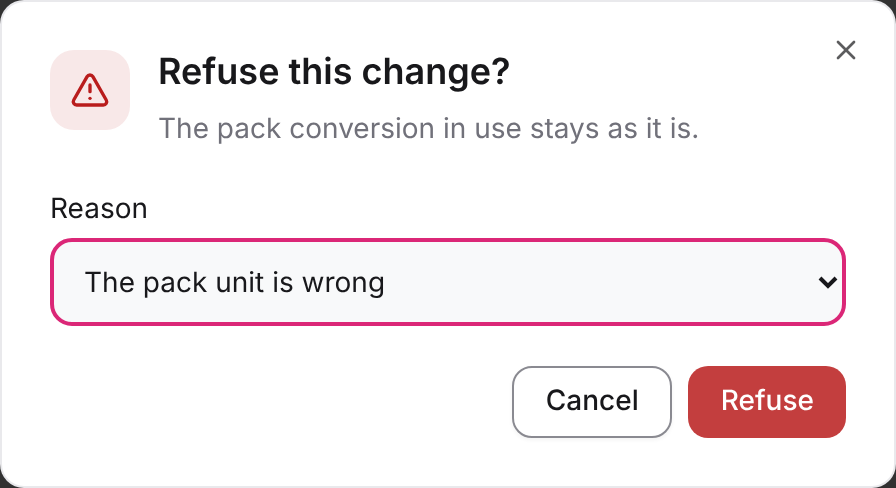 Refuse this change?
The pack conversion in use stays as it is.
Reason
The pack unit is wrong
Cancel
Refuse